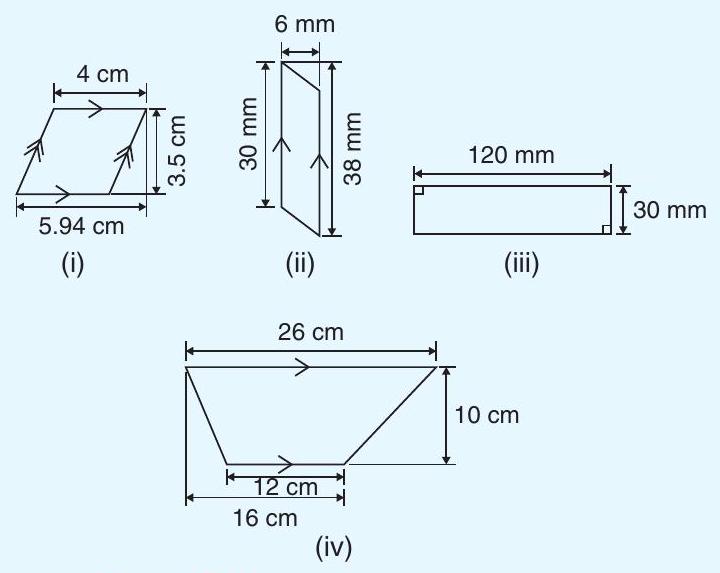 4 cm
3.5 cm
5.94 cm
(i)
6 mm
30 mm
38 mm
(ii)
120 mm
30 mm
(iii)
26 cm
10 cm
12 cm
16 cm
(iv)